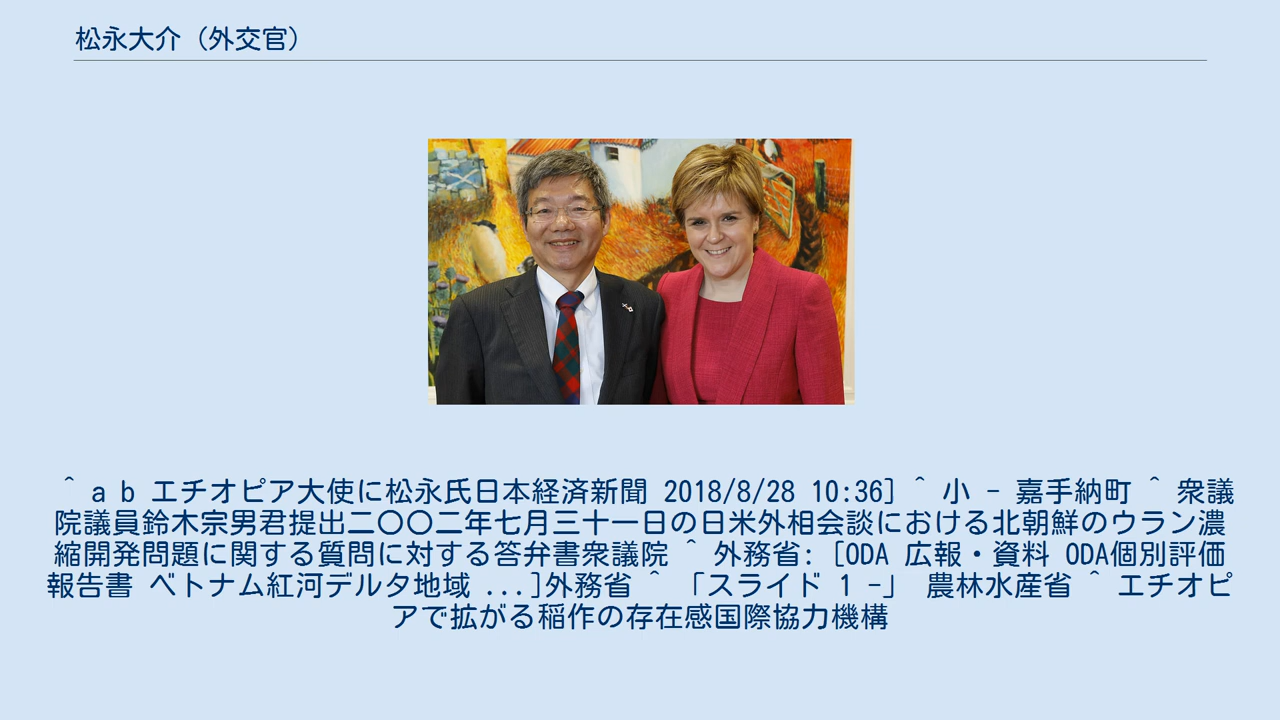 松永大介（外交官）
^ a b エチオピア大使に松永氏日本経済新聞 2018/8/28 10:36] ^ 小 - 嘉手納町 ^ 衆議
院議員鈴木宗男君提出二〇〇二年七月三十一日の日米外相会談における北朝鮮のウラン濃
縮開発問題に関する質問に対する答弁書衆議院 ^ 外務省: [ODA 広報・資料 ODA個別評価
報告書 ベトナム紅河デルタ地域 ...]外務省 ^ 「スライド 1 -」 農林水産省 ^ エチオピ
アで拡がる稲作の存在感国際協力機構